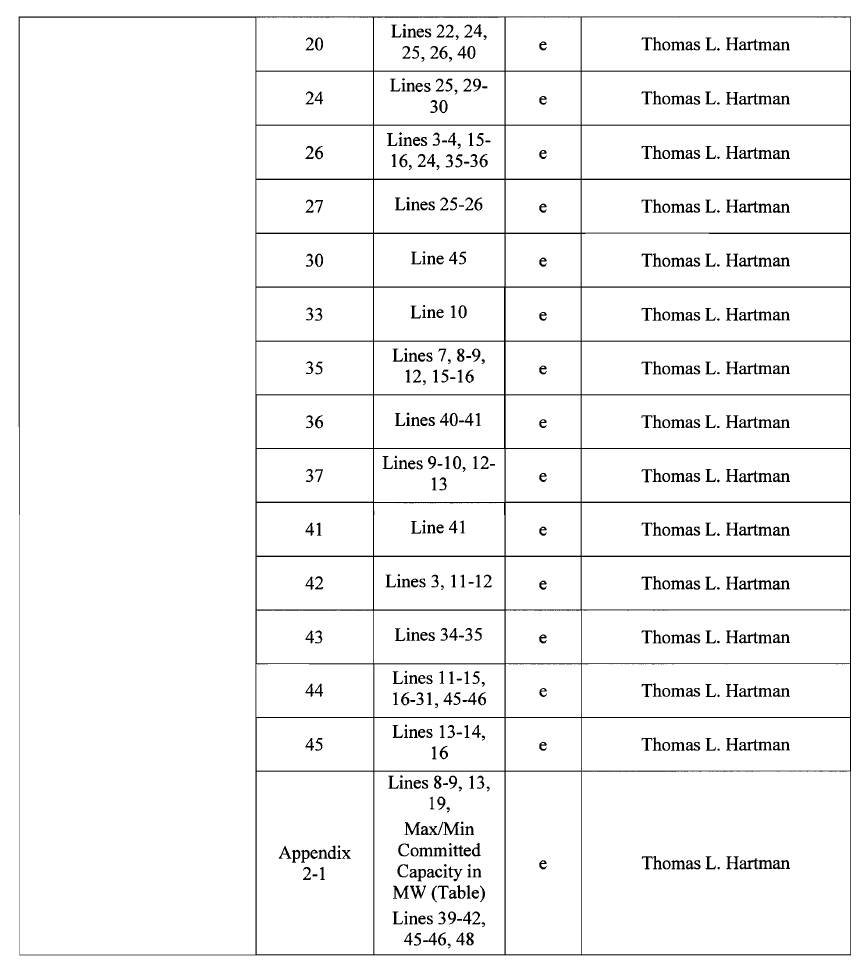 20 Lines 22, 24, 25, 26, 40 e Thomas L. Hartman
24 Lines 25, 29-30 e Thomas L. Hartman
26 Lines 3-4, 15-16, 24, 35-36 e Thomas L. Hartman
27 Lines 25-26 e Thomas L. Hartman
30 Line 45 e Thomas L. Hartman
33 Line 10 e Thomas L. Hartman
35 Lines 7, 8-9, 12, 15-16 e Thomas L. Hartman
36 Lines 40-41 e Thomas L. Hartman
37 Lines 9-10, 12-13 e Thomas L. Hartman
41 Line 41 e Thomas L. Hartman
42 Lines 3, 11-12 e Thomas L. Hartman
43 Lines 34-35 e Thomas L. Hartman
44 Lines 11-15, 16-31, 45-46 e Thomas L. Hartman
45 Lines 13-14, 16 e Thomas L. Hartman
Appendix 2-1
Lines 8-9, 13,
19,
Max/Min
Committed
Capacity in
MW (Table)
Lines 39-42,
45-46, 48
e
Thomas L. Hartman